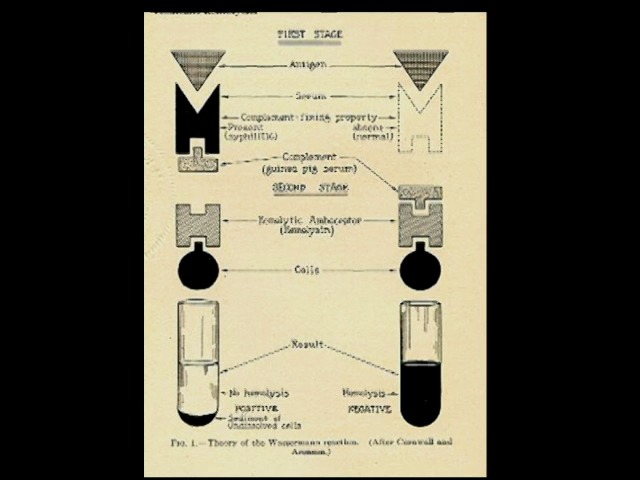 FIRST STAGE
Antigen
Serum
Complement-fixing property
Present
(syphilitic)
absent
(normal)
Complement
(guinea pig serum)
SECOND STAGE
Hemolytic Amboceptor
(Hemolysin)
Cells
Result
No hemolysis
POSITIVE
Sediment of
Undissolved cells
Hemolysis
NEGATIVE
FIG. 1.—Theory of the Wassermann reaction. (After Cornwall and
Aronson.)